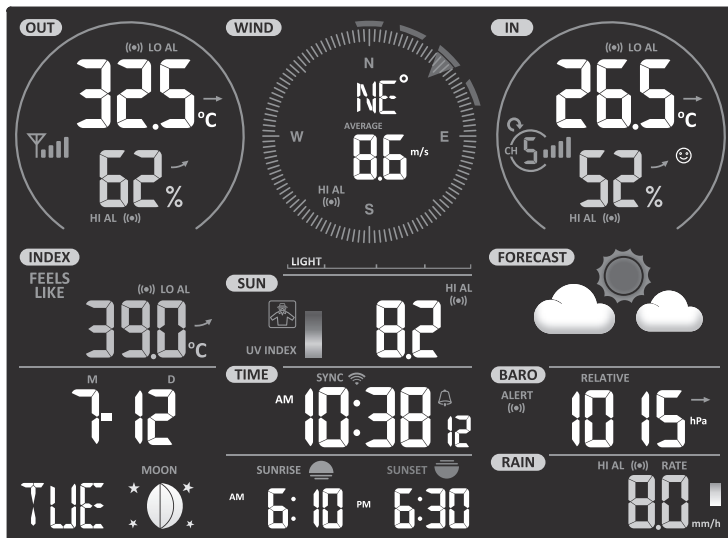 OUT
((•)) LO AL
32.5 °C
62 %
HI AL ((•))
WIND
N
NE°
W
E
AVERAGE
8.6 m/s
HI AL
((•))
S
IN
((•)) LO AL
26.5 °C
CH 5
52 %
HI AL ((•))
INDEX
FEELS
LIKE
((•)) LO AL
39.0 °C
LIGHT
SUN
HI AL
((•))
UV INDEX
8.2
FORECAST
M D
7-12
TIME
SYNC
AM 10:38 12
BARO
RELATIVE
ALERT
((•))
1015 hPa
TUE
MOON
SUNRISE
AM 6:10
SUNSET
PM 6:30
RAIN
HI AL ((•)) RATE
8.0 mm/h